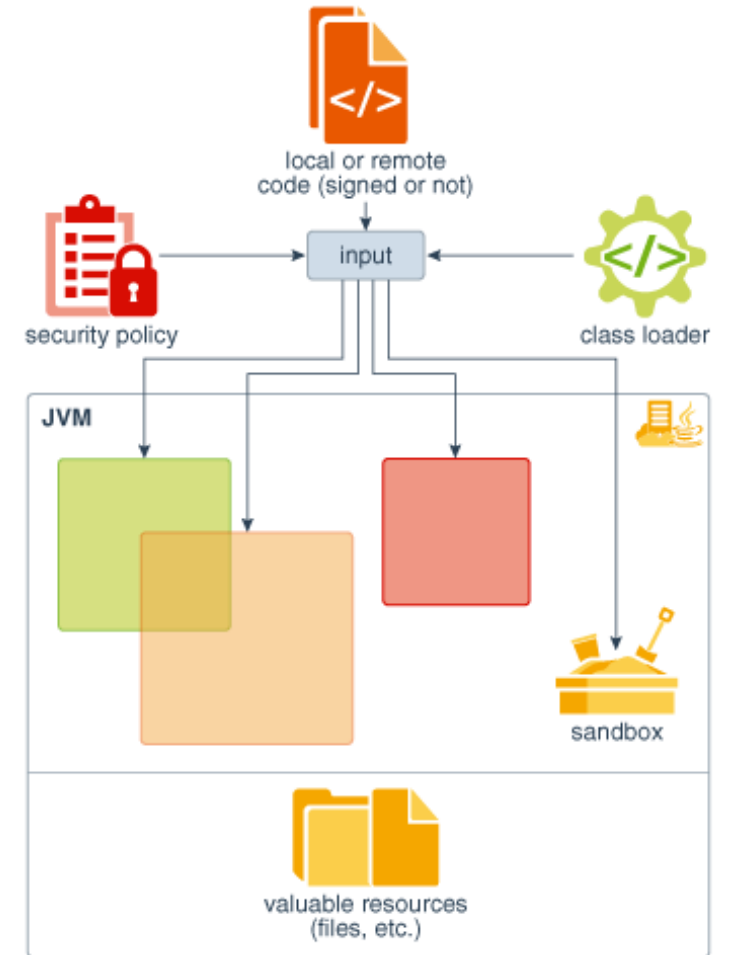 </>
local or remote
code (signed or not)
input
</>
security policy
class loader
JVM
sandbox
valuable resources
(files, etc.)